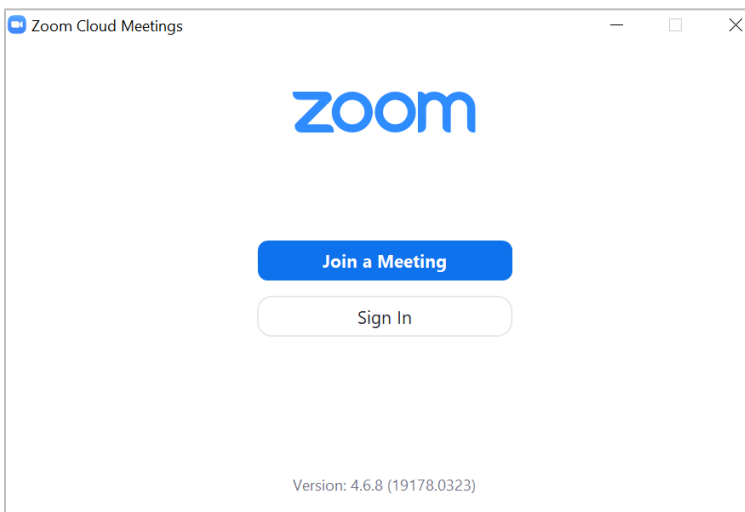 Zoom Cloud Meetings
zoom
Join a Meeting
Sign In
Version: 4.6.8 (19178.0323)